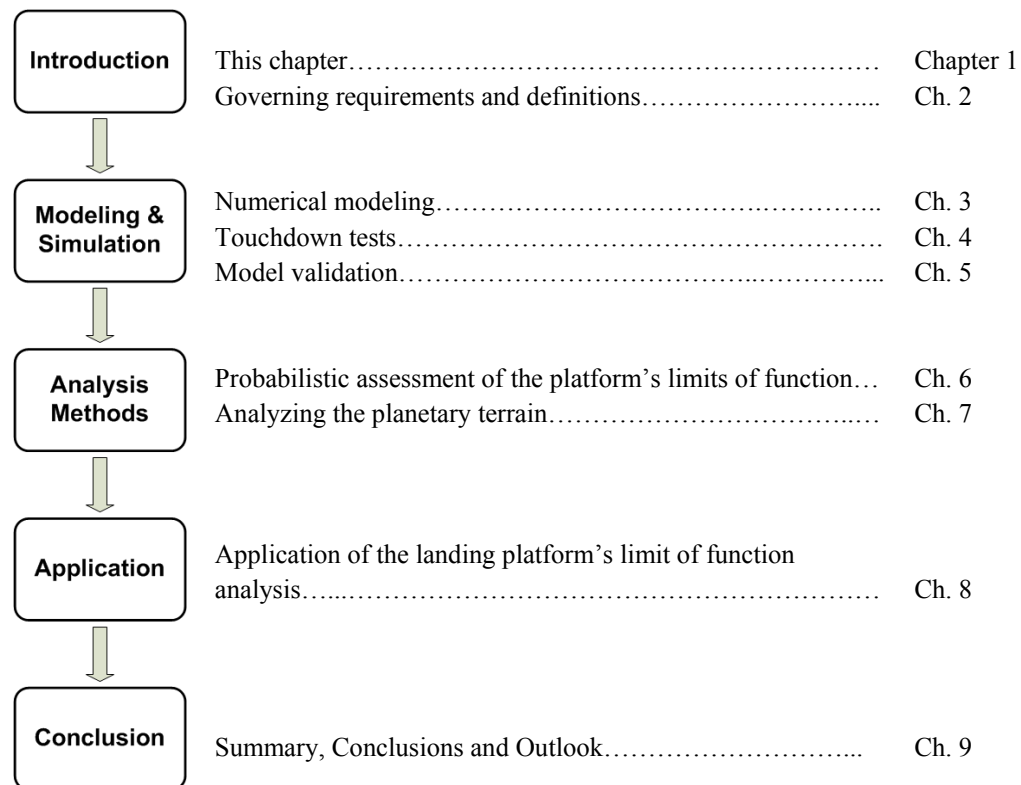 Introduction
This chapter………………………………………………………… Chapter 1
Governing requirements and definitions…………………….... Ch. 2
Modeling &
Simulation
Numerical modeling……………………………….………….. Ch. 3
Touchdown tests………………………………………………. Ch. 4
Model validation………………………………..…………... Ch. 5
Analysis
Methods
Probabilistic assessment of the platform’s limits of function… Ch. 6
Analyzing the planetary terrain……………………………..… Ch. 7
Application
Application of the landing platform’s limit of function
analysis…...…………………………………………………… Ch. 8
Conclusion
Summary, Conclusions and Outlook……………………... Ch. 9